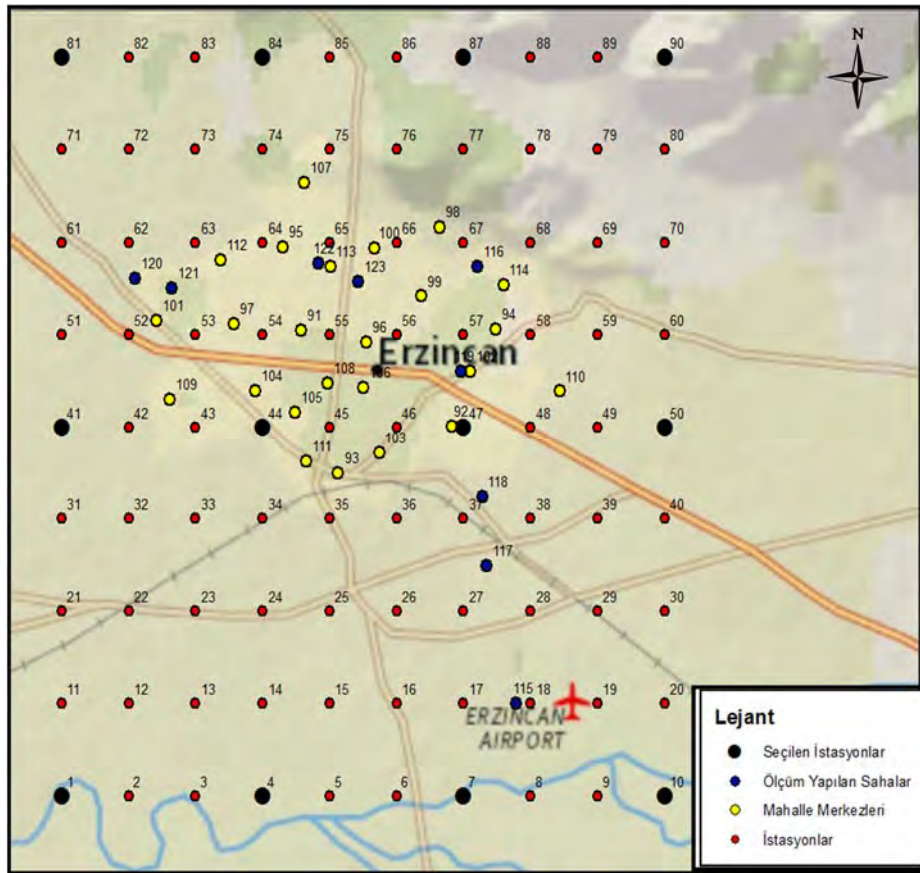 N
81 82 83 84 85 86 87 88 89 90
71 72 73 74 75 76 77 78 79 80
107
98
61 62 112 64 95 65 100 66 67 68 69 70
63
122 113 116
120 121 123 114
99
101 97 91 94
51 52 53 54 55 96 56 57 58 59 60
Erzincan
119
109 104 108 110
105
41 42 43 44 45 46 92 47 48 49 50
111 93 103
118
31 32 33 34 35 36 37 38 39 40
117
21 22 23 24 25 26 27 28 29 30
11 12 13 14 15 16 17 115 18 19 20
ERZINCAN
AIRPORT
1 2 3 4 5 6 7 8 9 10
Lejant
Seçilen İstasyonlar
Ölçüm Yapılan Sahalar
Mahalle Merkezleri
İstasyonlar